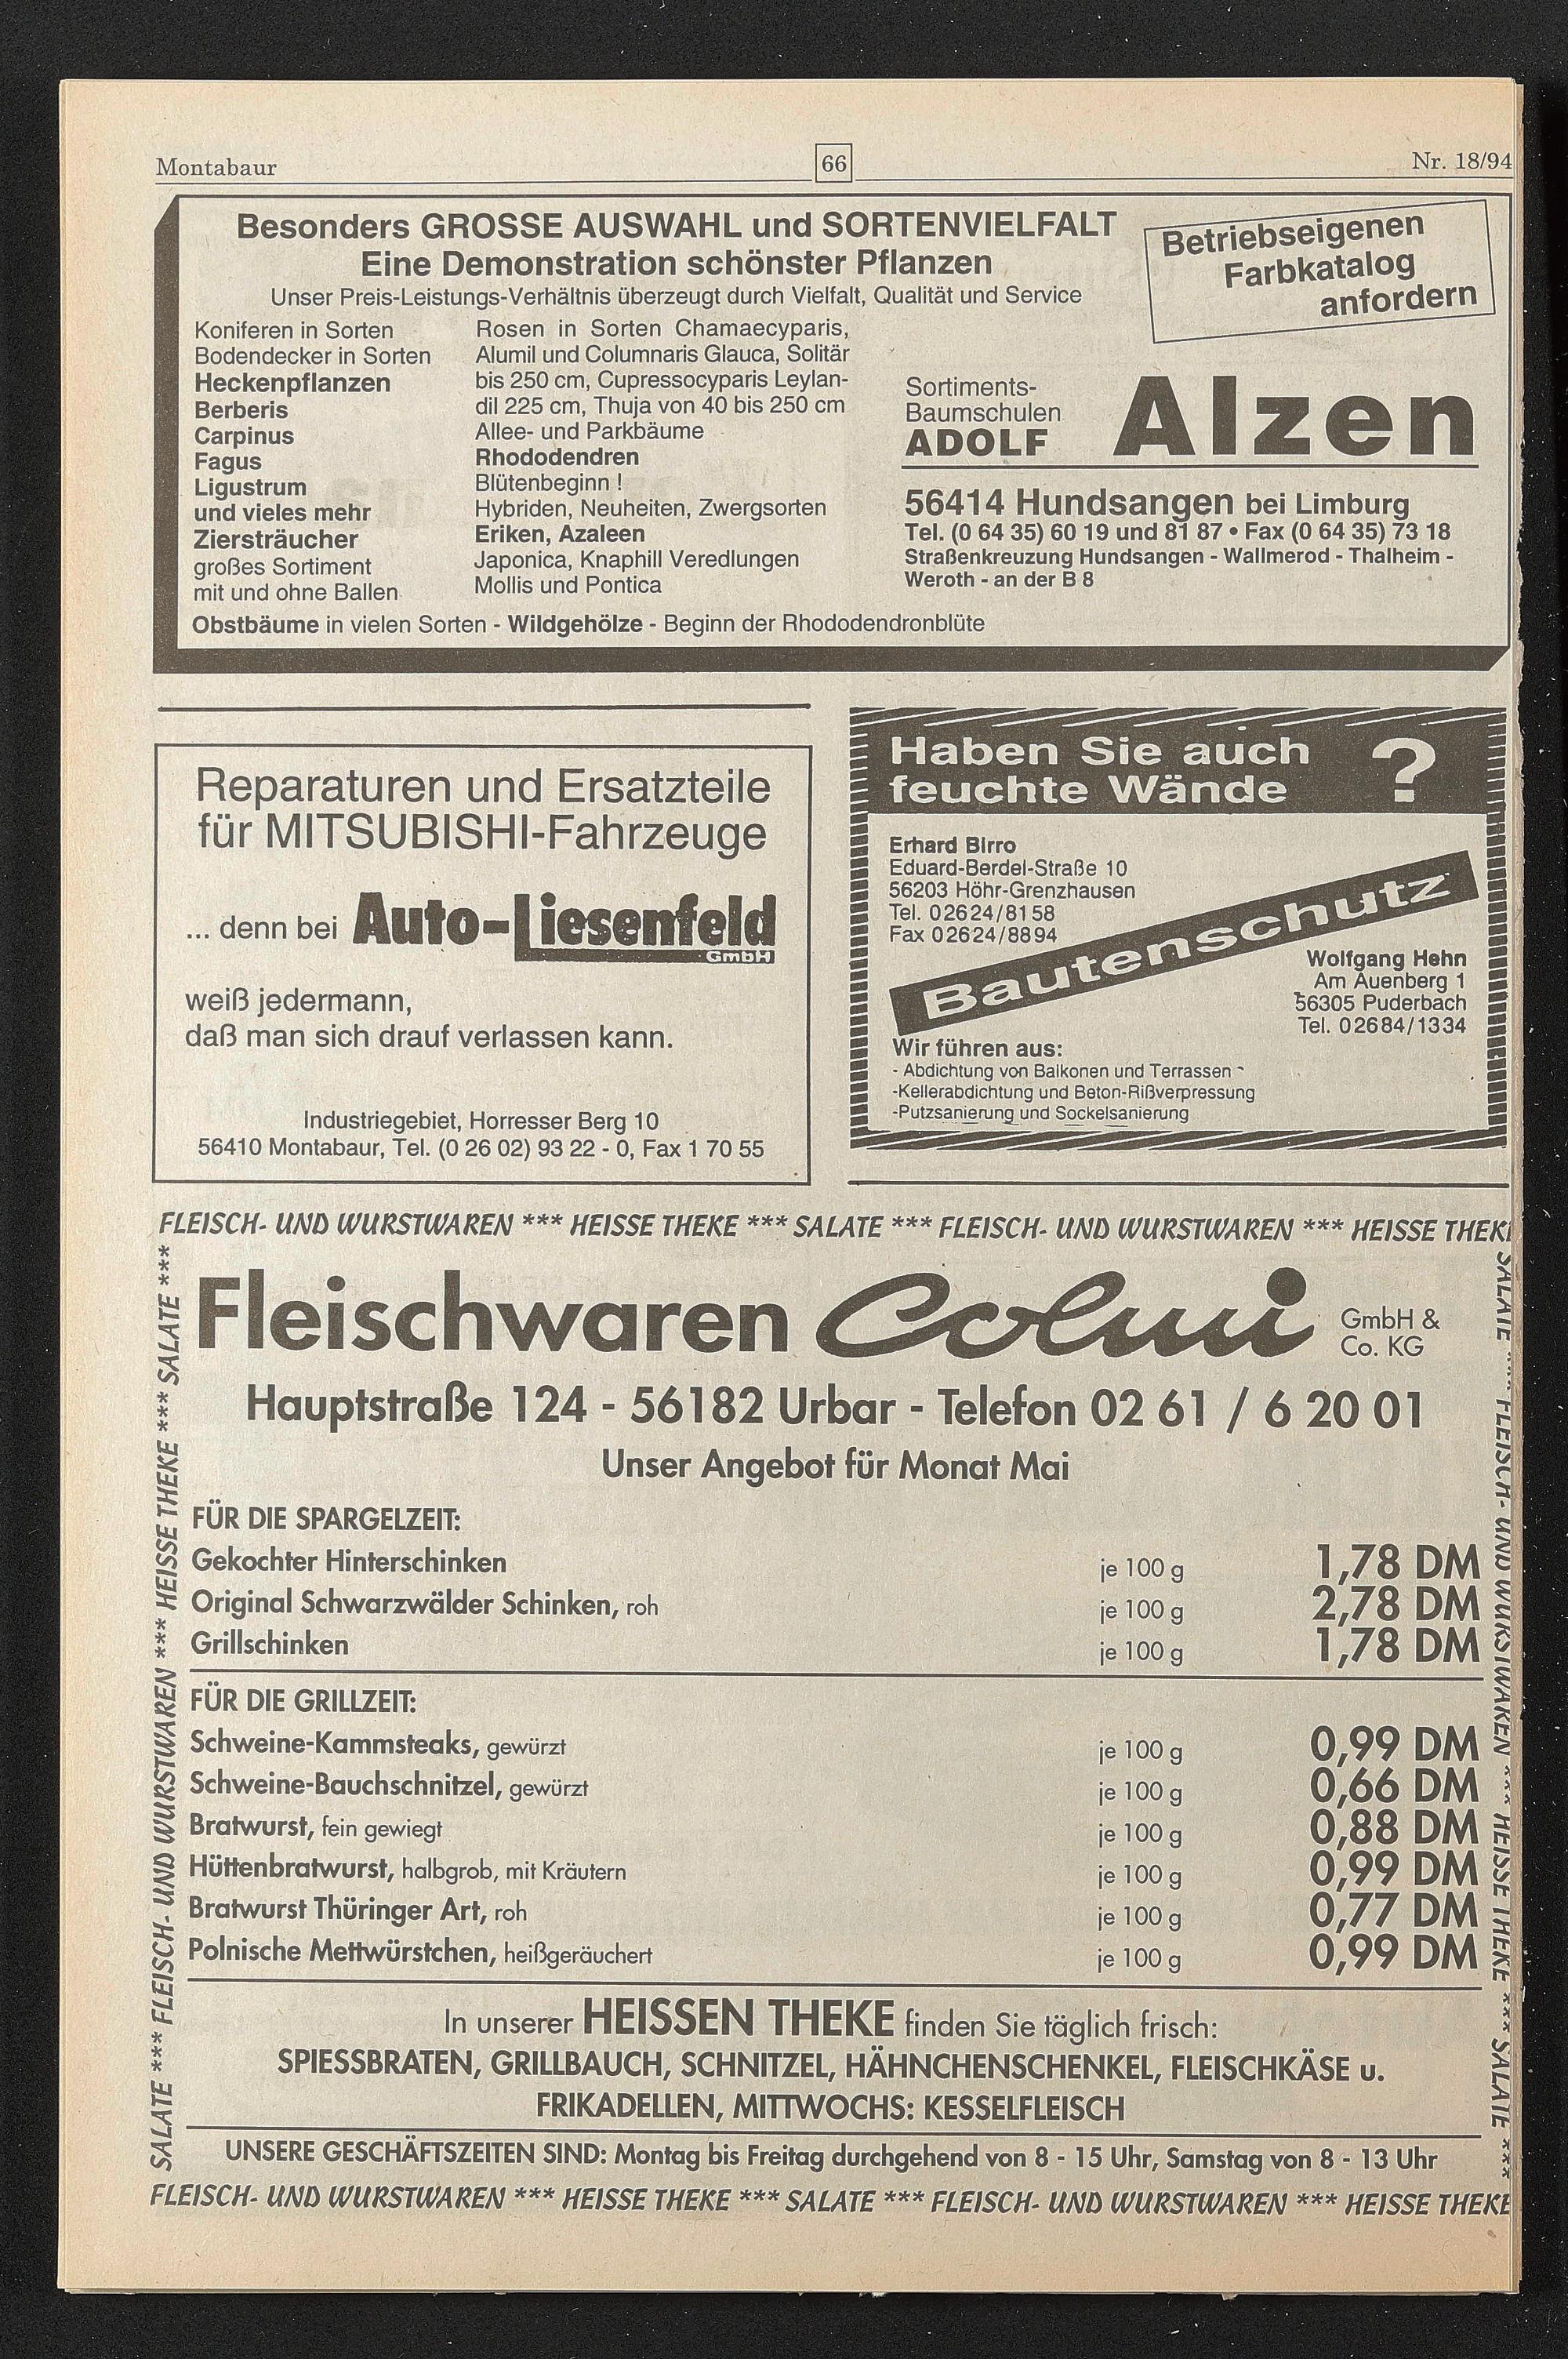 Montabaur
66
Nr. 18/94
Besonders GROSSE AUSWAHL und SORTENVIELFALT
Eine Demonstration schönster Pflanzen
Unser Preis-Leistungs-Verhältnis überzeugt durch Vielfalt, Qualität und Service
Betriebseigenen
Farbkatalog
anfordern
Koniferen in Sorten
Bodendecker in Sorten
Heckenpflanzen
Berberis
Carpinus
Fagus
Ligustrum
und vieles mehr
Ziersträucher
großes Sortiment
mit und ohne Ballen
Rosen in Sorten Chamaecyparis,
Alumil und Columnaris Glauca, Solitär
bis 250 cm, Cupressocyparis Leylan-
dil 225 cm, Thuja von 40 bis 250 cm
Allee- und Parkbäume
Rhododendren
Blütenbeginn !
Hybriden, Neuheiten, Zwergsorten
Eriken, Azaleen
Japonica, Knaphill Veredlungen
Mollis und Pontica
Obstbäume in vielen Sorten - Wildgehölze - Beginn der Rhododendronblüte
Sortiments-
Baumschulen
ADOLF Alzen
56414 Hundsangen bei Limburg
Tel. (0 64 35) 60 19 und 81 87 • Fax (0 64 35) 73 18
Straßenkreuzung Hundsangen - Wallmerod - Thalheim -
Weroth - an der B 8
Reparaturen und Ersatzteile
für MITSUBISHI-Fahrzeuge
... denn bei Auto-Liesenfeld
GmbH
weiß jedermann,
daß man sich drauf verlassen kann.
Industriegebiet, Horresser Berg 10
56410 Montabaur, Tel. (0 26 02) 93 22 - 0, Fax 1 70 55
Haben Sie auch
feuchte Wände ?
Erhard Birro
Eduard-Berdel-Straße 10
56203 Höhr-Grenzhausen
Tel. 02624/8158
Fax 02624/8894
Bautenschutz
Wolfgang Hehn
Am Auenberg 1
56305 Puderbach
Tel. 02684/1334
Wir führen aus:
- Abdichtung von Balkonen und Terrassen
-Kellerabdichtung und Beton-Rißverpressung
-Putzsanierung und Sockelsanierung
FLEISCH- UND WURSTWAREN *** HEISSE THEKE *** SALATE *** FLEISCH- UND WURSTWAREN *** HEISSE THEKE
SALATE *** FLEISCH- UND WURSTWAREN *** HEISSE THEKE *** SALATE ***
Fleischwaren Colmi GmbH &
Co. KG
Hauptstraße 124 - 56182 Urbar - Telefon 02 61 / 6 20 01
Unser Angebot für Monat Mai
FÜR DIE SPARGELZEIT:
Gekochter Hinterschinken je 100 g 1,78 DM
Original Schwarzwälder Schinken, roh je 100 g 2,78 DM
Grillschinken je 100 g 1,78 DM
FÜR DIE GRILLZEIT:
Schweine-Kammsteaks, gewürzt je 100 g 0,99 DM
Schweine-Bauchschnitzel, gewürzt je 100 g 0,66 DM
Bratwurst, fein gewiegt je 100 g 0,88 DM
Hüttenbratwurst, halbgrob, mit Kräutern je 100 g 0,99 DM
Bratwurst Thüringer Art, roh je 100 g 0,77 DM
Polnische Mettwürstchen, heißgeräuchert je 100 g 0,99 DM
In unserer HEISSEN THEKE finden Sie täglich frisch:
SPIESSBRATEN, GRILLBAUCH, SCHNITZEL, HÄHNCHENSCHENKEL, FLEISCHKÄSE u.
FRIKADELLEN, MITTWOCHS: KESSELFLEISCH
UNSERE GESCHÄFTSZEITEN SIND: Montag bis Freitag durchgehend von 8 - 15 Uhr, Samstag von 8 - 13 Uhr
SALATE *** FLEISCH- UND WURSTWAREN *** HEISSE THEKE *** SALATE ***
FLEISCH- UND WURSTWAREN *** HEISSE THEKE *** SALATE *** FLEISCH- UND WURSTWAREN *** HEISSE THEKE